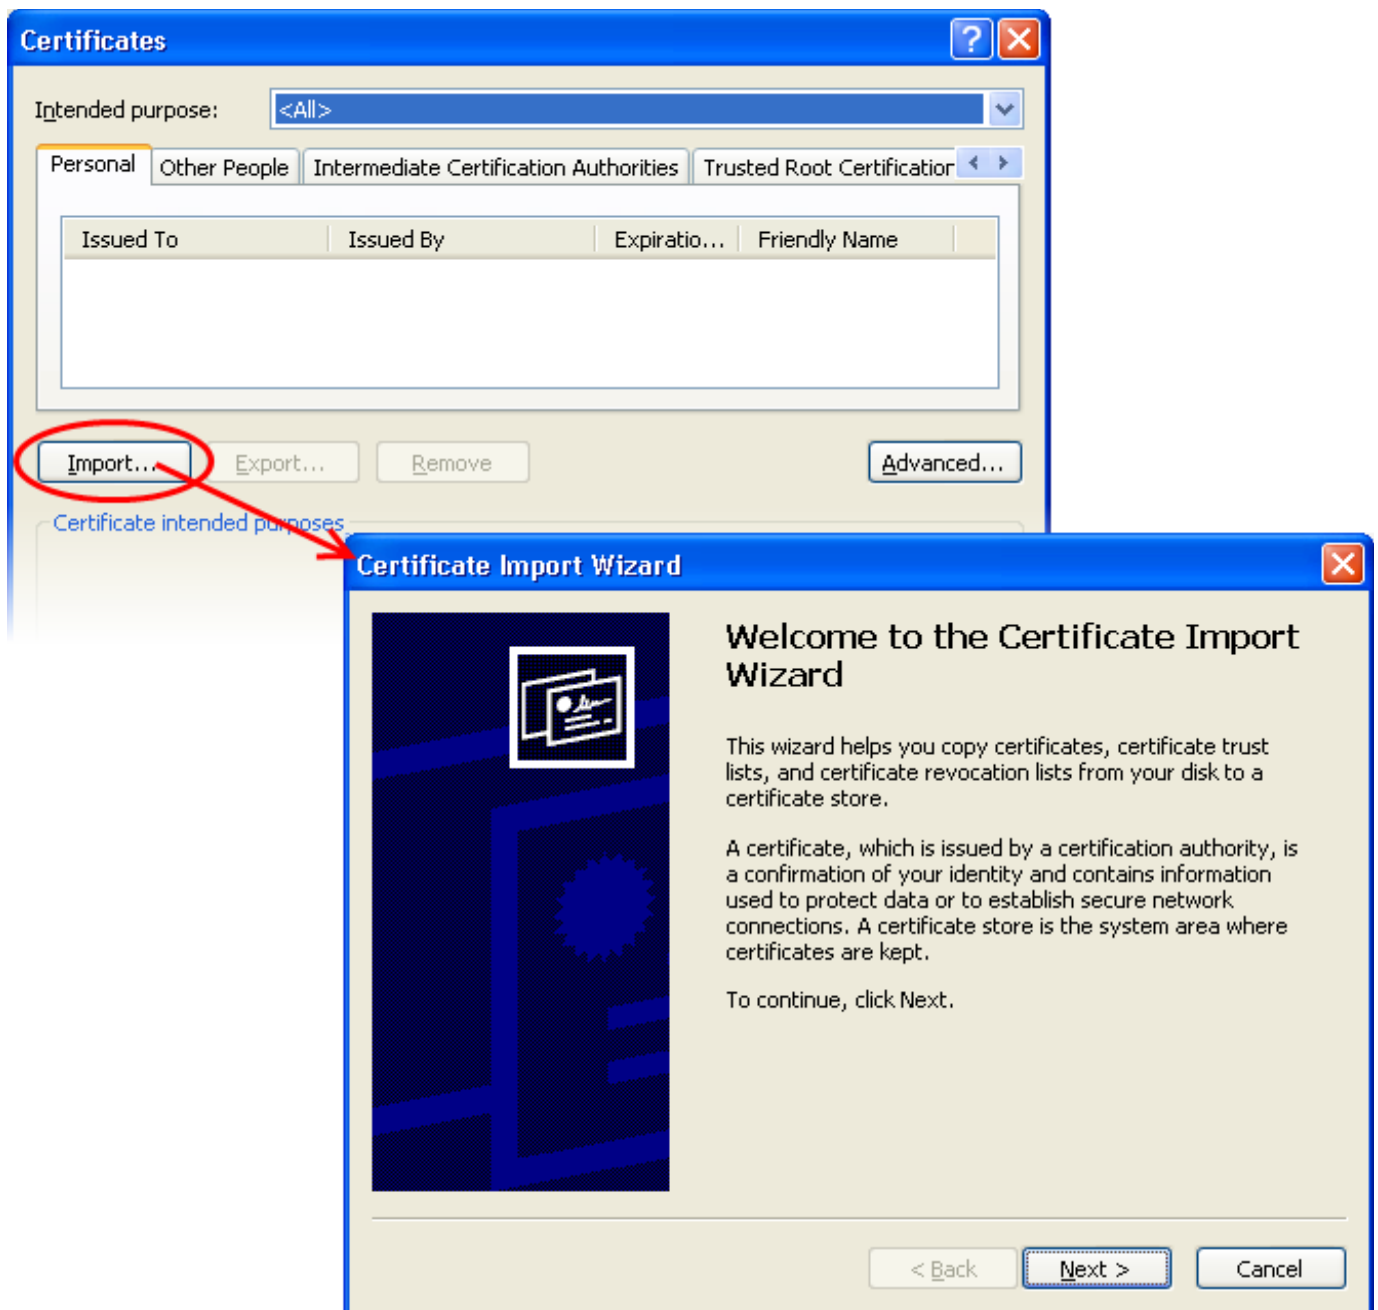 Certificates
Intended purpose: <All>
Personal Other People Intermediate Certification Authorities Trusted Root Certification
Issued To Issued By Expiratio... Friendly Name
Import... Export... Remove Advanced...
Certificate intended purposes
Certificate Import Wizard
Welcome to the Certificate Import
Wizard
This wizard helps you copy certificates, certificate trust
lists, and certificate revocation lists from your disk to a
certificate store.
A certificate, which is issued by a certification authority, is
a confirmation of your identity and contains information
used to protect data or to establish secure network
connections. A certificate store is the system area where
certificates are kept.
To continue, click Next.
< Back Next > Cancel